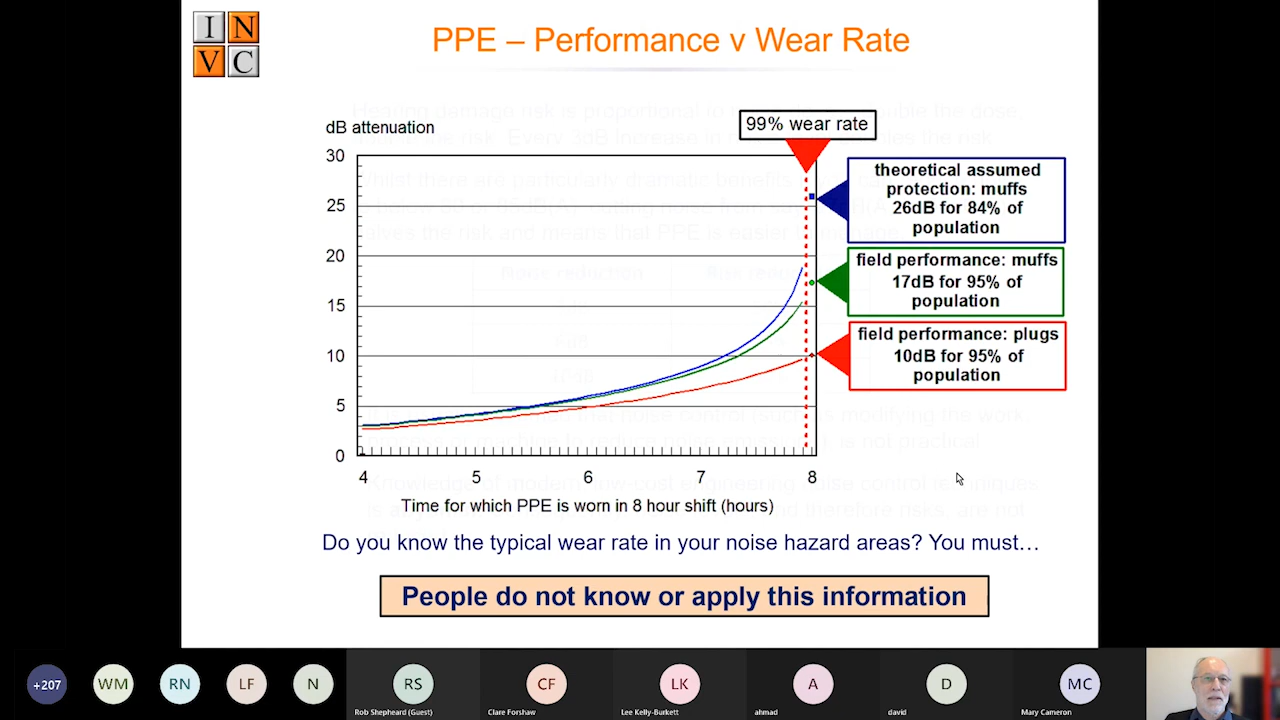 I N
V C
PPE – Performance v Wear Rate
dB attenuation
99% wear rate
30
25
20
15
10
5
0
theoretical assumed
protection: muffs
26dB for 84% of
population
field performance: muffs
17dB for 95% of
population
field performance: plugs
10dB for 95% of
population
4 5 6 7 8
Time for which PPE is worn in 8 hour shift (hours)
Do you know the typical wear rate in your noise hazard areas? You must…
People do not know or apply this information
+207 WM RN LF N RS CF LK A D MC
Rob Shepheard (Guest) Clare Forshaw Lee Kelly-Burkett ahmad david Mary Cameron